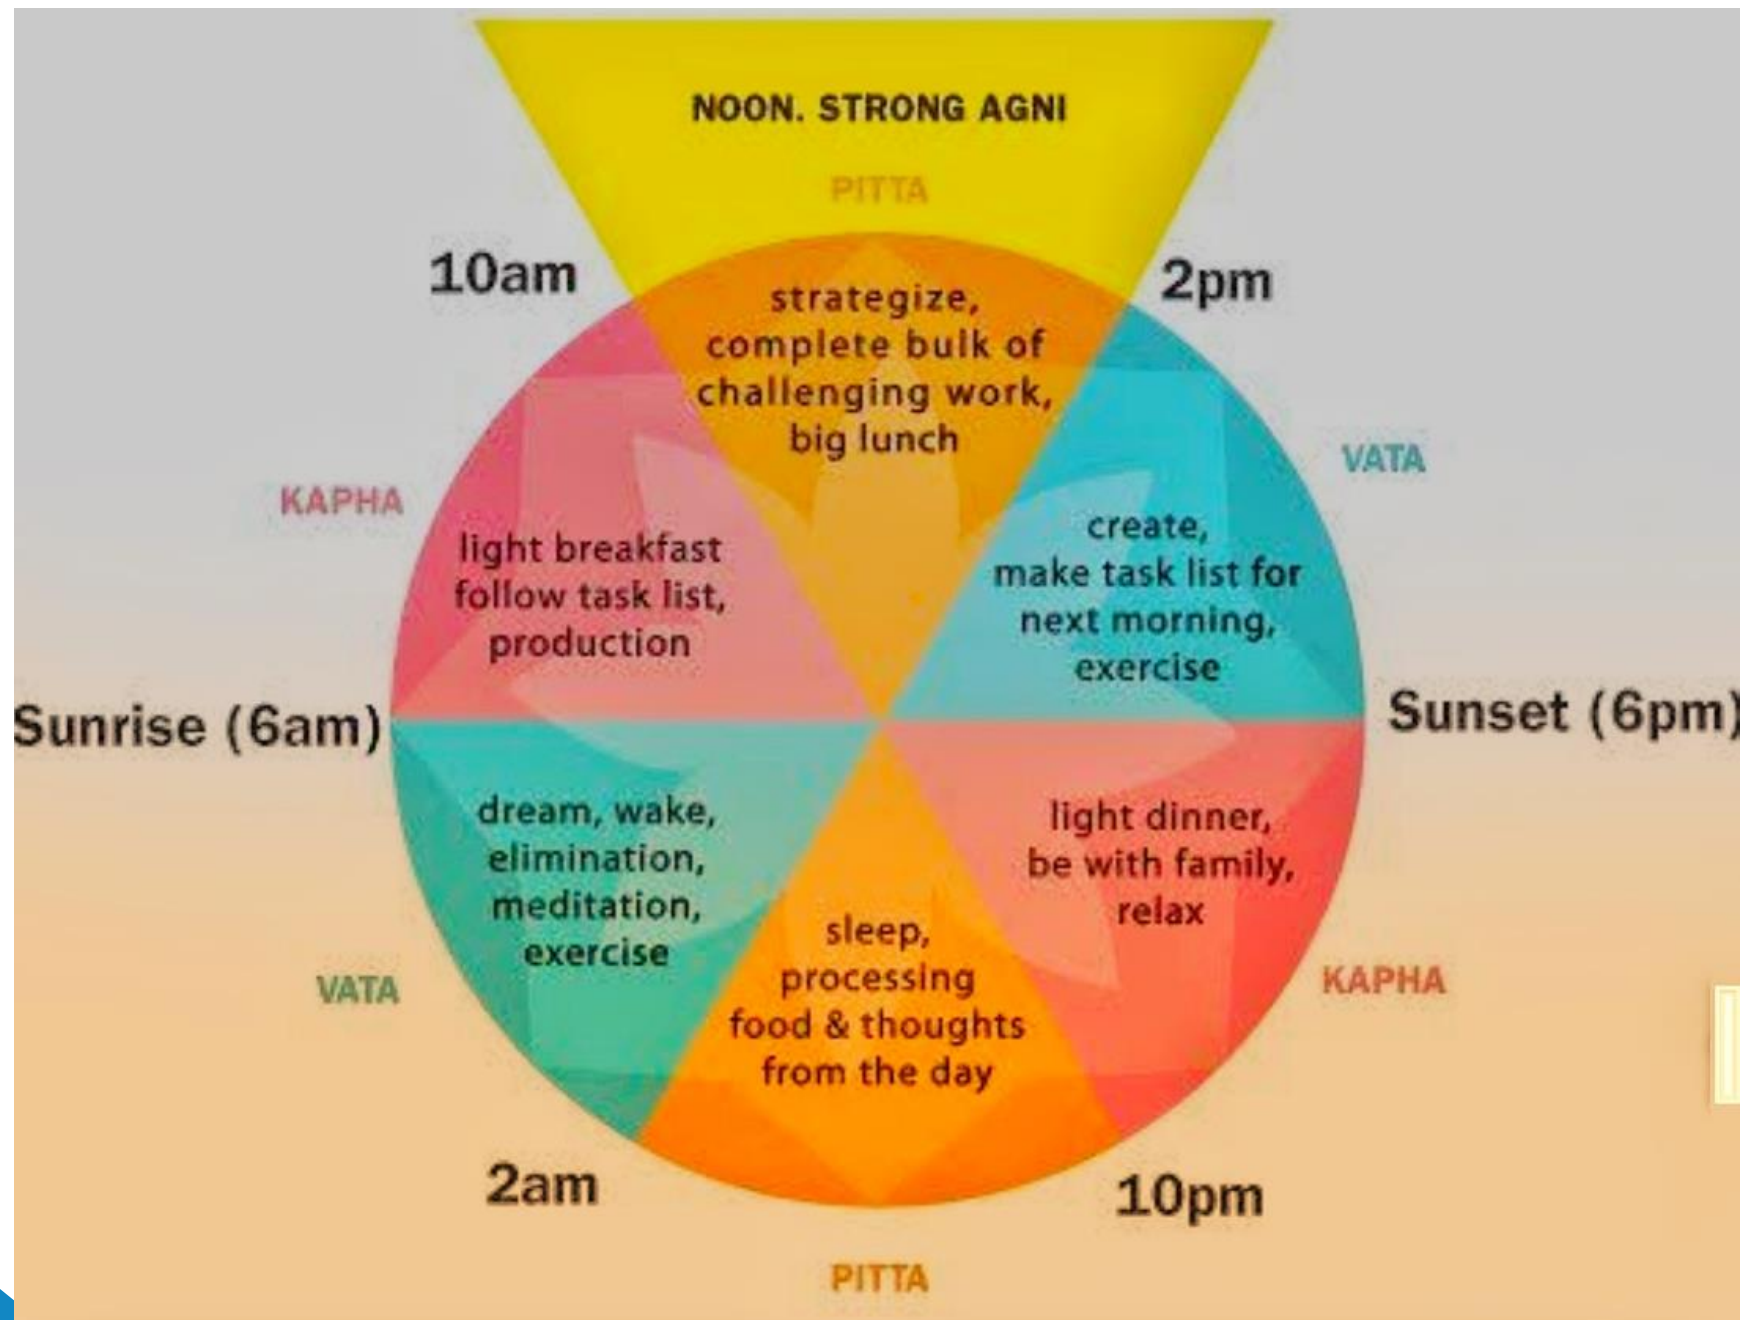 NOON. STRONG AGNI
PITTA
10am
2pm
strategize,
complete bulk of
challenging work,
big lunch
KAPHA
VATA
light breakfast
follow task list,
production
create,
make task list for
next morning,
exercise
Sunrise (6am)
Sunset (6pm)
dream, wake,
elimination,
meditation,
exercise
light dinner,
be with family,
relax
sleep,
processing
food & thoughts
from the day
VATA
KAPHA
2am
10pm
PITTA